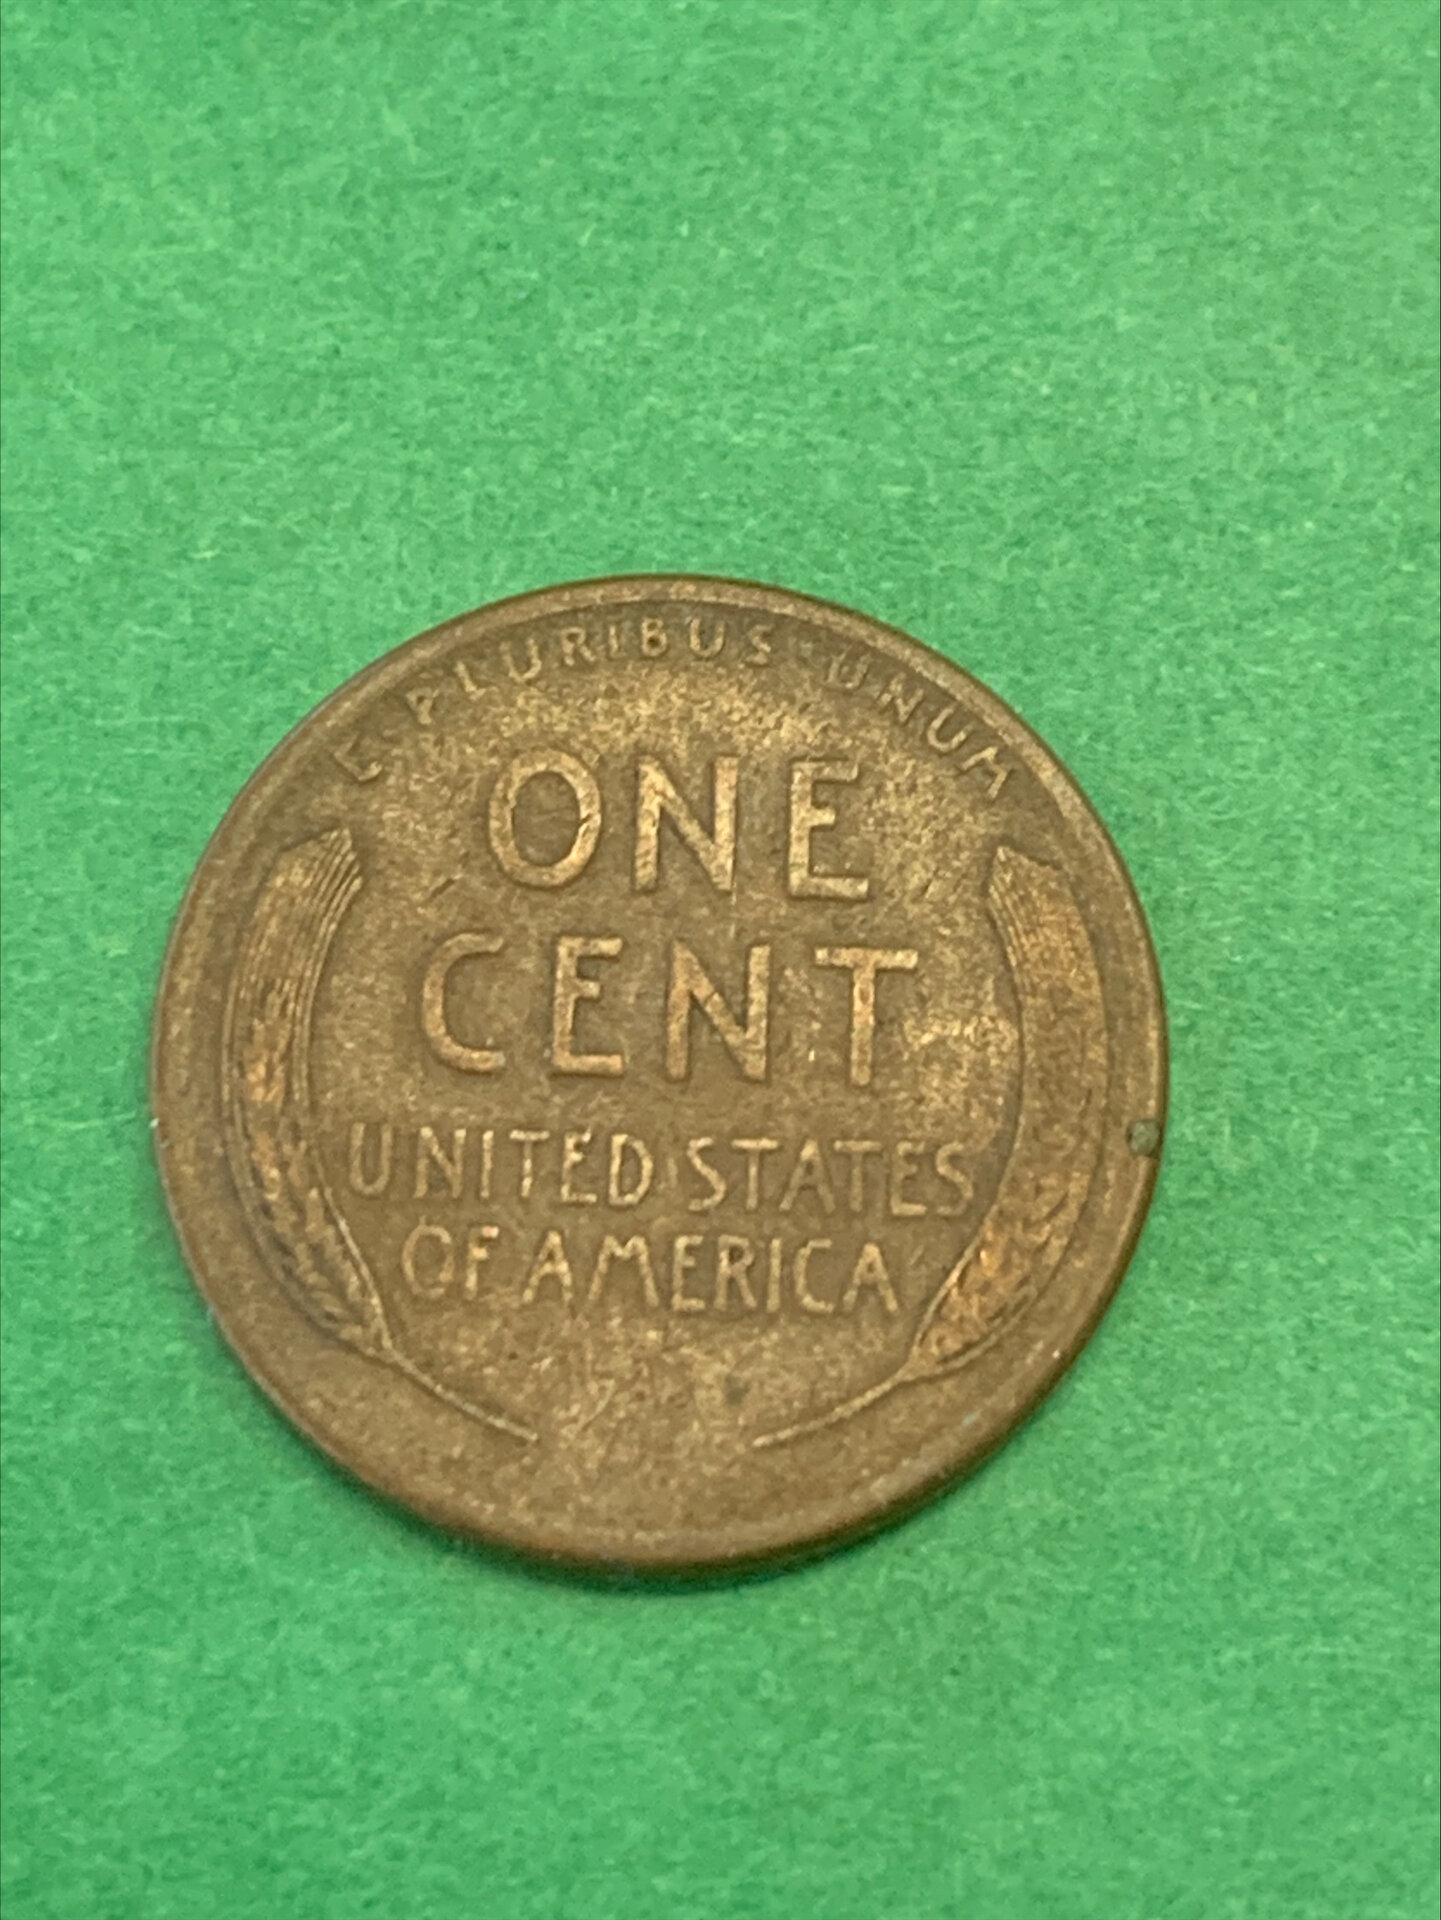 E PLURIBUS UNUM
ONE
CENT
UNITED STATES
OF AMERICA